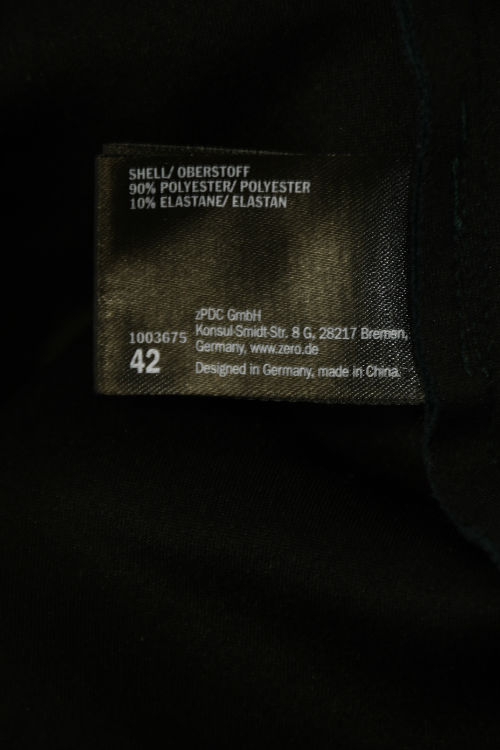 SHELL/ OBERSTOFF
90% POLYESTER/ POLYESTER
10% ELASTANE/ ELASTAN
zPDC GmbH
Konsul-Smidt-Str. 8 G, 28217 Bremen,
Germany, www.zero.de
Designed in Germany, made in China.
1003675
42